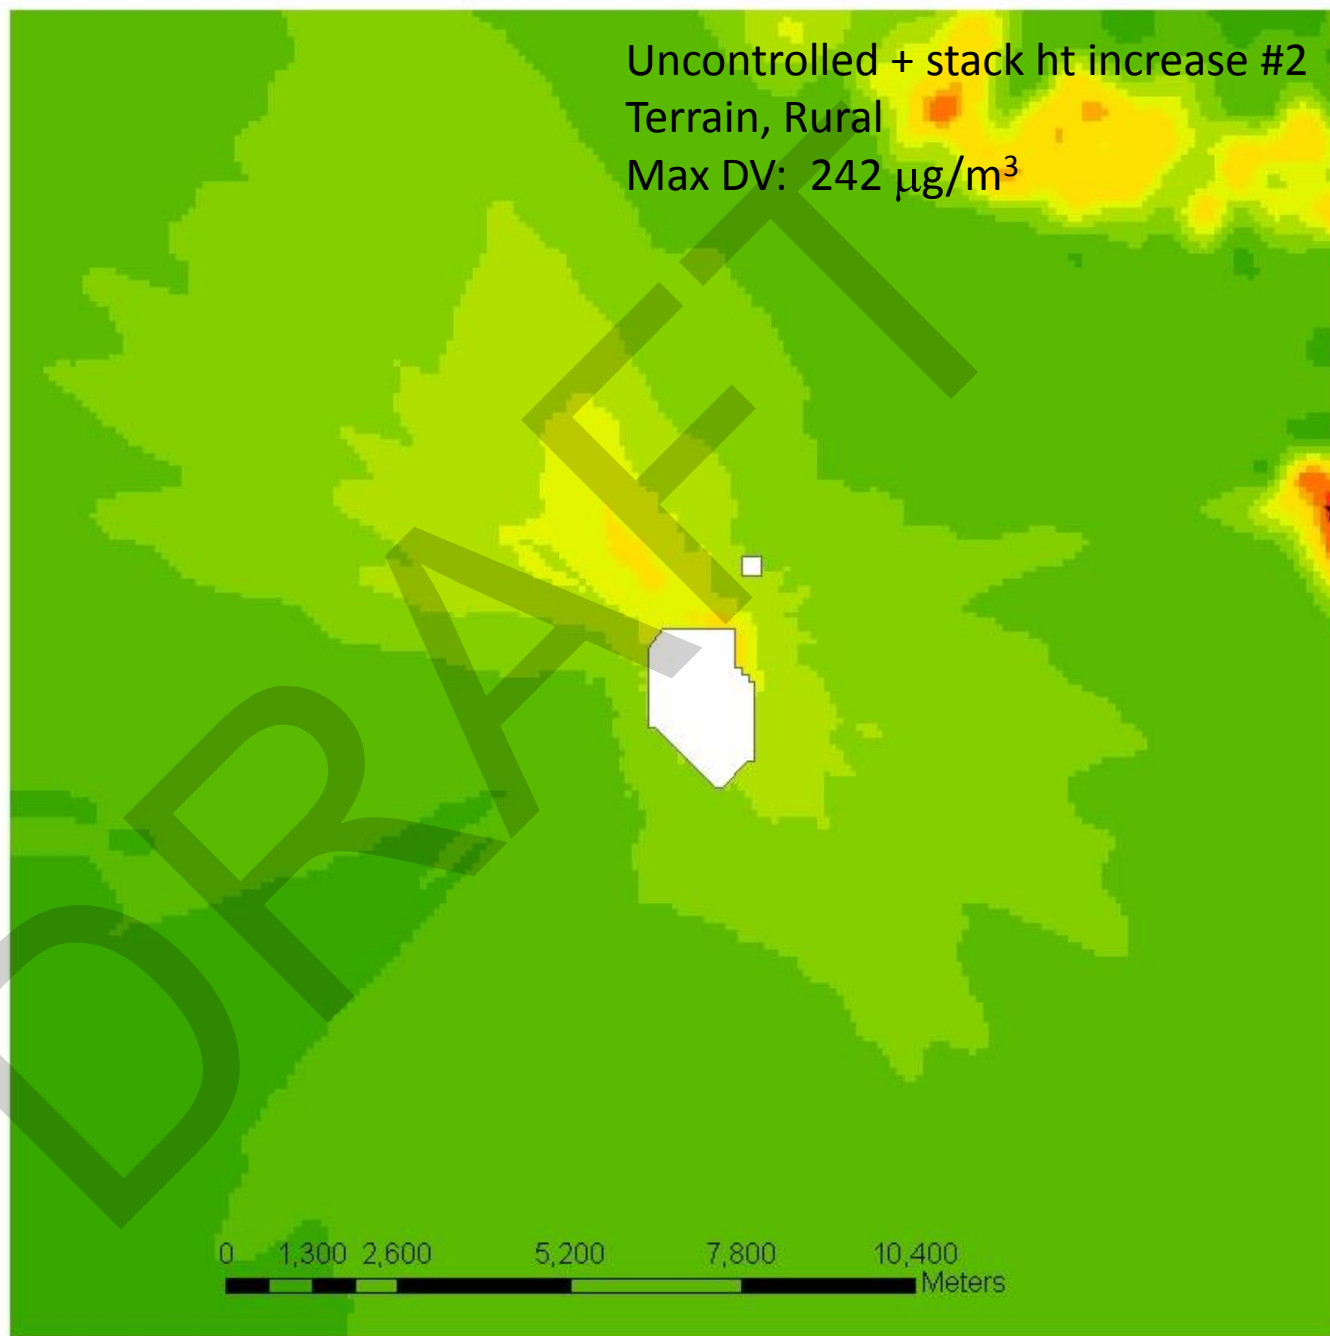 Uncontrolled + stack ht increase #2
Terrain, Rural
Max DV: 242 µg/m³
DRAFT
0 1,300 2,600 5,200 7,800 10,400
Meters